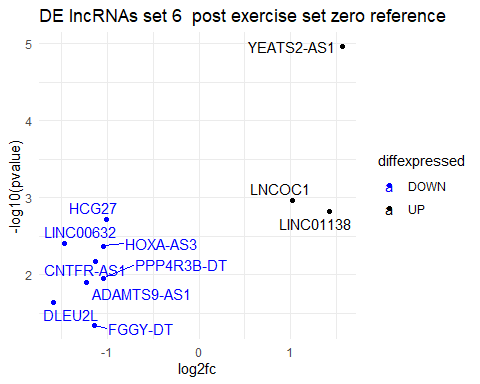 DE lncRNAs set 6  post exercise set zero reference
5
4
3
2
-log10(pvalue)
YEATS2-AS1
LNCOC1
LINC01138
HCG27
LINC00632
HOXA-AS3
CNTFR-AS1
PPP4R3B-DT
ADAMTS9-AS1
DLEU2L
FGGY-DT
-1
0
1
log2fc
diffexpressed
a DOWN
a UP